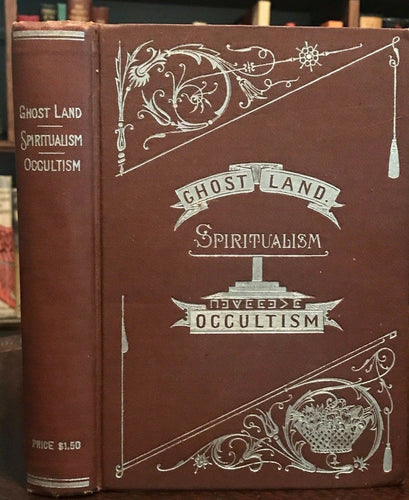 GHOST LAND
SPIRITUALISM
OCCULTISM
PRICE $1.50
GHOST LAND.
SPIRITUALISM
OCCULTISM